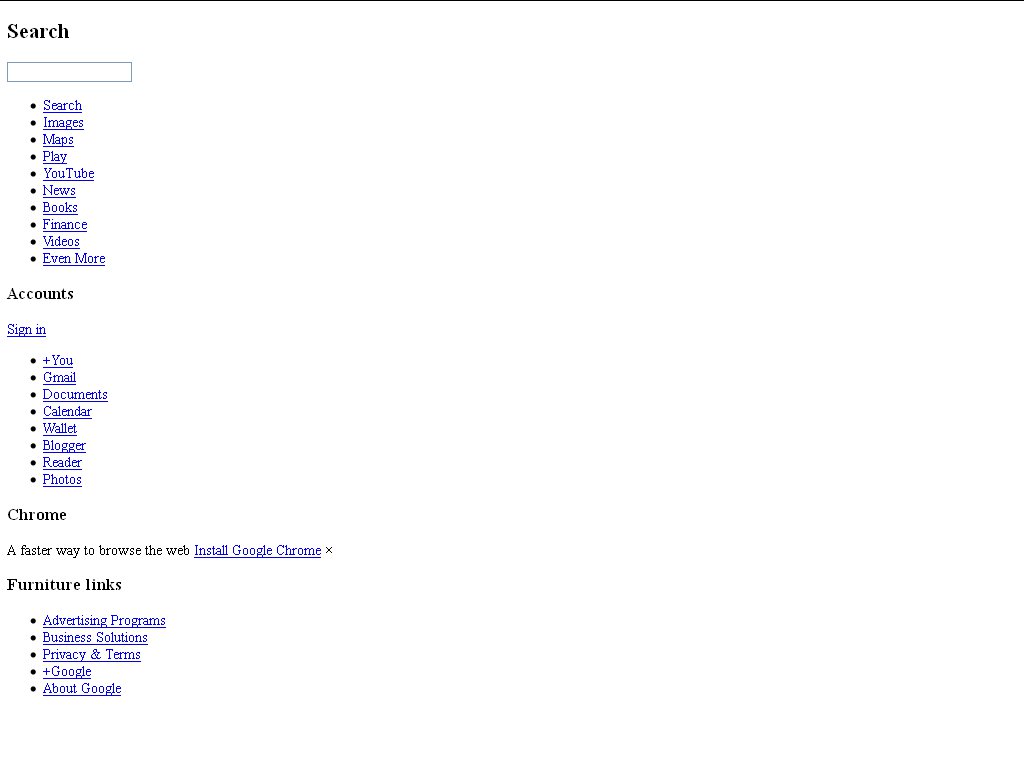 Search
Search
Images
Maps
Play
YouTube
News
Books
Finance
Videos
Even More
Accounts
Sign in
+You
Gmail
Documents
Calendar
Wallet
Blogger
Reader
Photos
Chrome
A faster way to browse the web Install Google Chrome ×
Furniture links
Advertising Programs
Business Solutions
Privacy & Terms
+Google
About Google